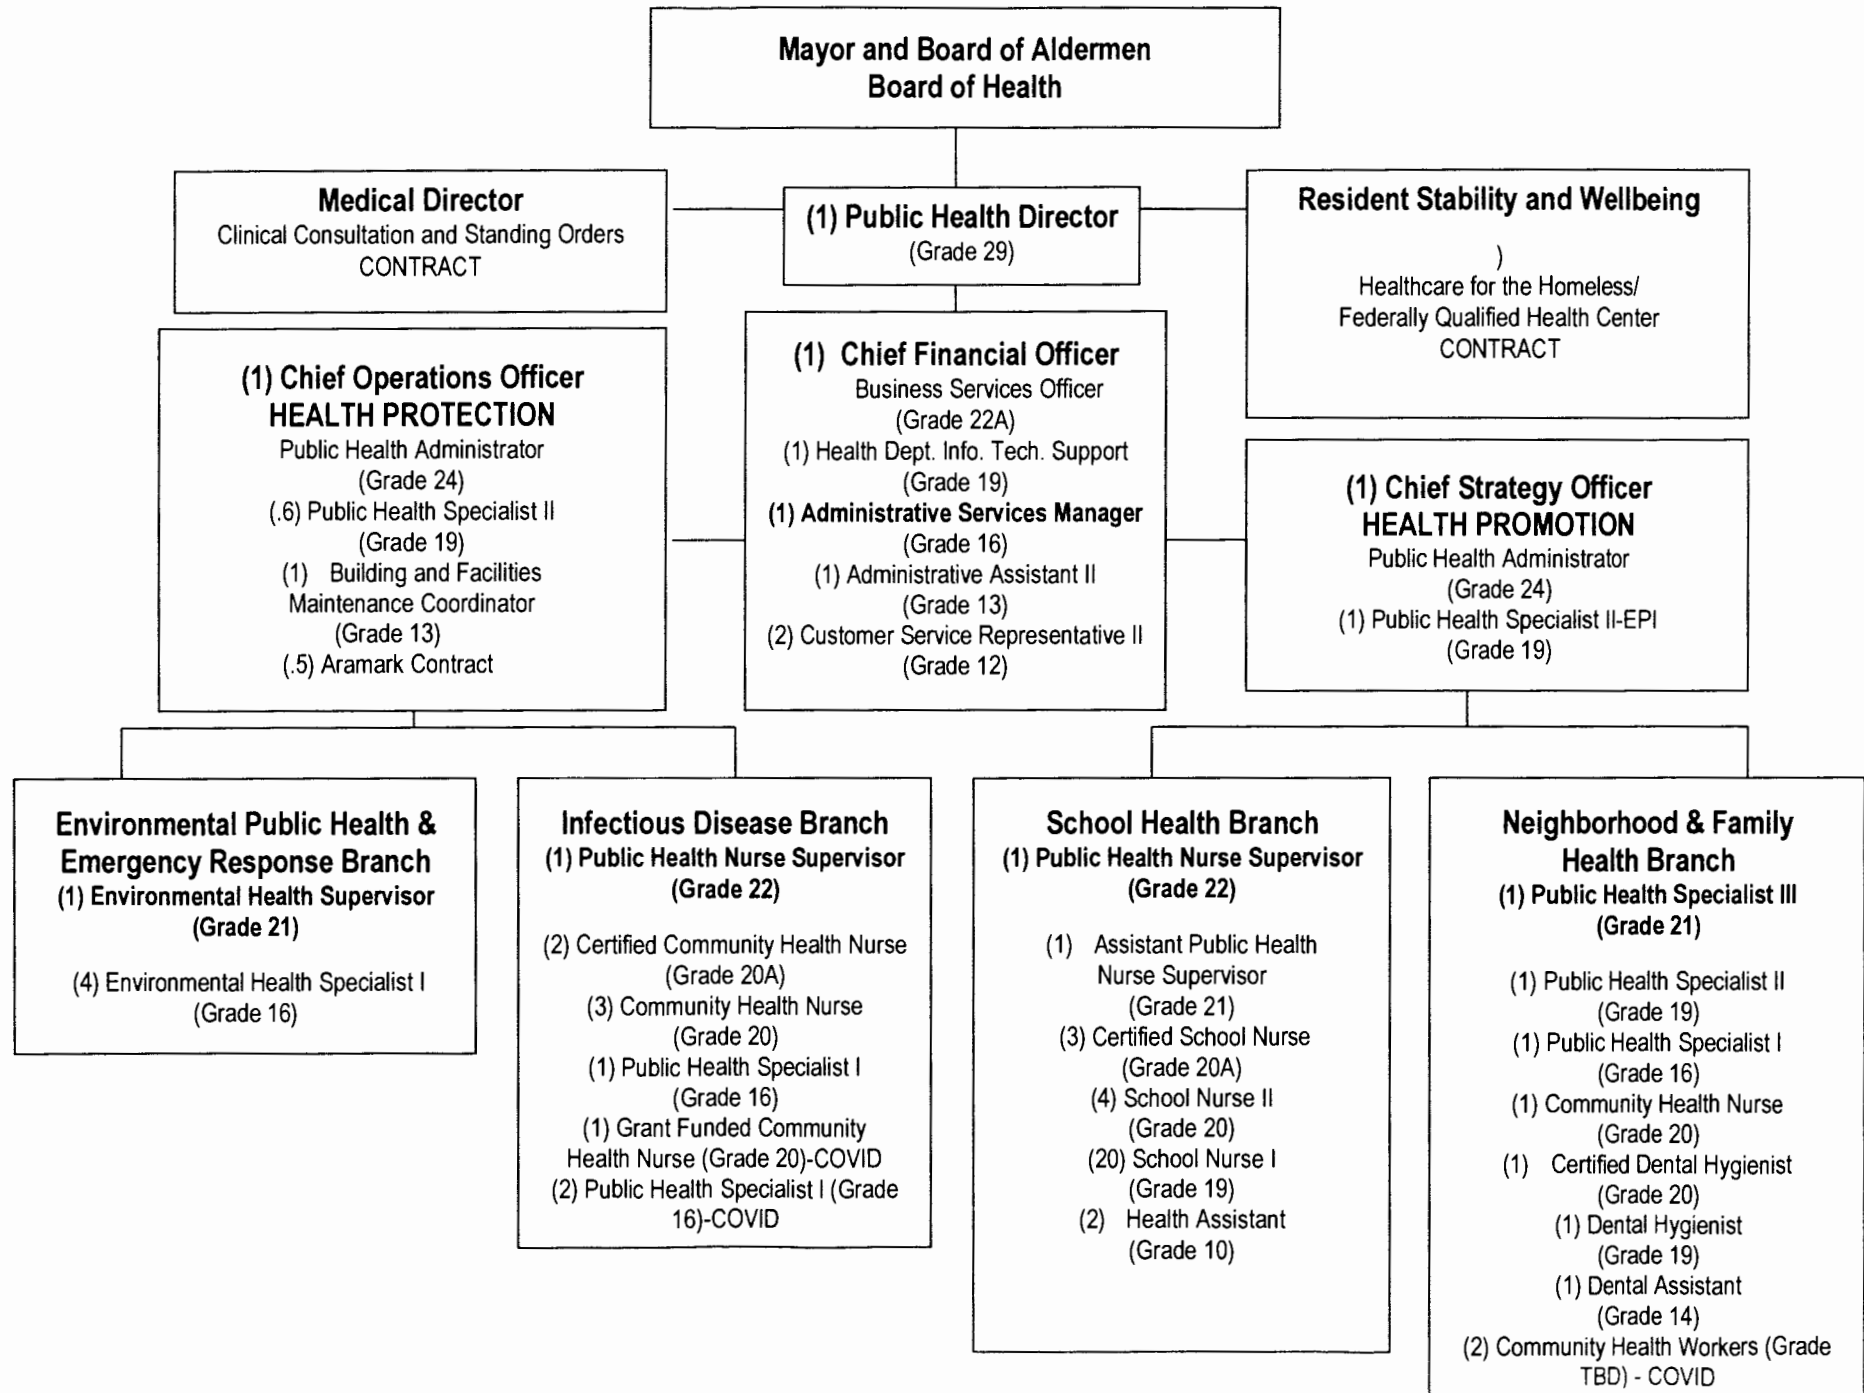 Mayor and Board of Aldermen
Board of Health
Medical Director
Clinical Consultation and Standing Orders
CONTRACT
(1) Public Health Director
(Grade 29)
Resident Stability and Wellbeing
)
Healthcare for the Homeless/
Federally Qualified Health Center
CONTRACT
(1) Chief Operations Officer
HEALTH PROTECTION
Public Health Administrator
(Grade 24)
(.6) Public Health Specialist II
(Grade 19)
(1) Building and Facilities
Maintenance Coordinator
(Grade 13)
(.5) Aramark Contract
(1) Chief Financial Officer
Business Services Officer
(Grade 22A)
(1) Health Dept. Info. Tech. Support
(Grade 19)
(1) Administrative Services Manager
(Grade 16)
(1) Administrative Assistant II
(Grade 13)
(2) Customer Service Representative II
(Grade 12)
(1) Chief Strategy Officer
HEALTH PROMOTION
Public Health Administrator
(Grade 24)
(1) Public Health Specialist II-EPI
(Grade 19)
Environmental Public Health &
Emergency Response Branch
(1) Environmental Health Supervisor
(Grade 21)
(4) Environmental Health Specialist I
(Grade 16)
Infectious Disease Branch
(1) Public Health Nurse Supervisor
(Grade 22)
(2) Certified Community Health Nurse
(Grade 20A)
(3) Community Health Nurse
(Grade 20)
(1) Public Health Specialist I
(Grade 16)
(1) Grant Funded Community
Health Nurse (Grade 20)-COVID
(2) Public Health Specialist I (Grade
16)-COVID
School Health Branch
(1) Public Health Nurse Supervisor
(Grade 22)
(1) Assistant Public Health
Nurse Supervisor
(Grade 21)
(3) Certified School Nurse
(Grade 20A)
(4) School Nurse II
(Grade 20)
(20) School Nurse I
(Grade 19)
(2) Health Assistant
(Grade 10)
Neighborhood & Family
Health Branch
(1) Public Health Specialist III
(Grade 21)
(1) Public Health Specialist II
(Grade 19)
(1) Public Health Specialist I
(Grade 16)
(1) Community Health Nurse
(Grade 20)
(1) Certified Dental Hygienist
(Grade 20)
(1) Dental Hygienist
(Grade 19)
(1) Dental Assistant
(Grade 14)
(2) Community Health Workers (Grade
TBD) - COVID